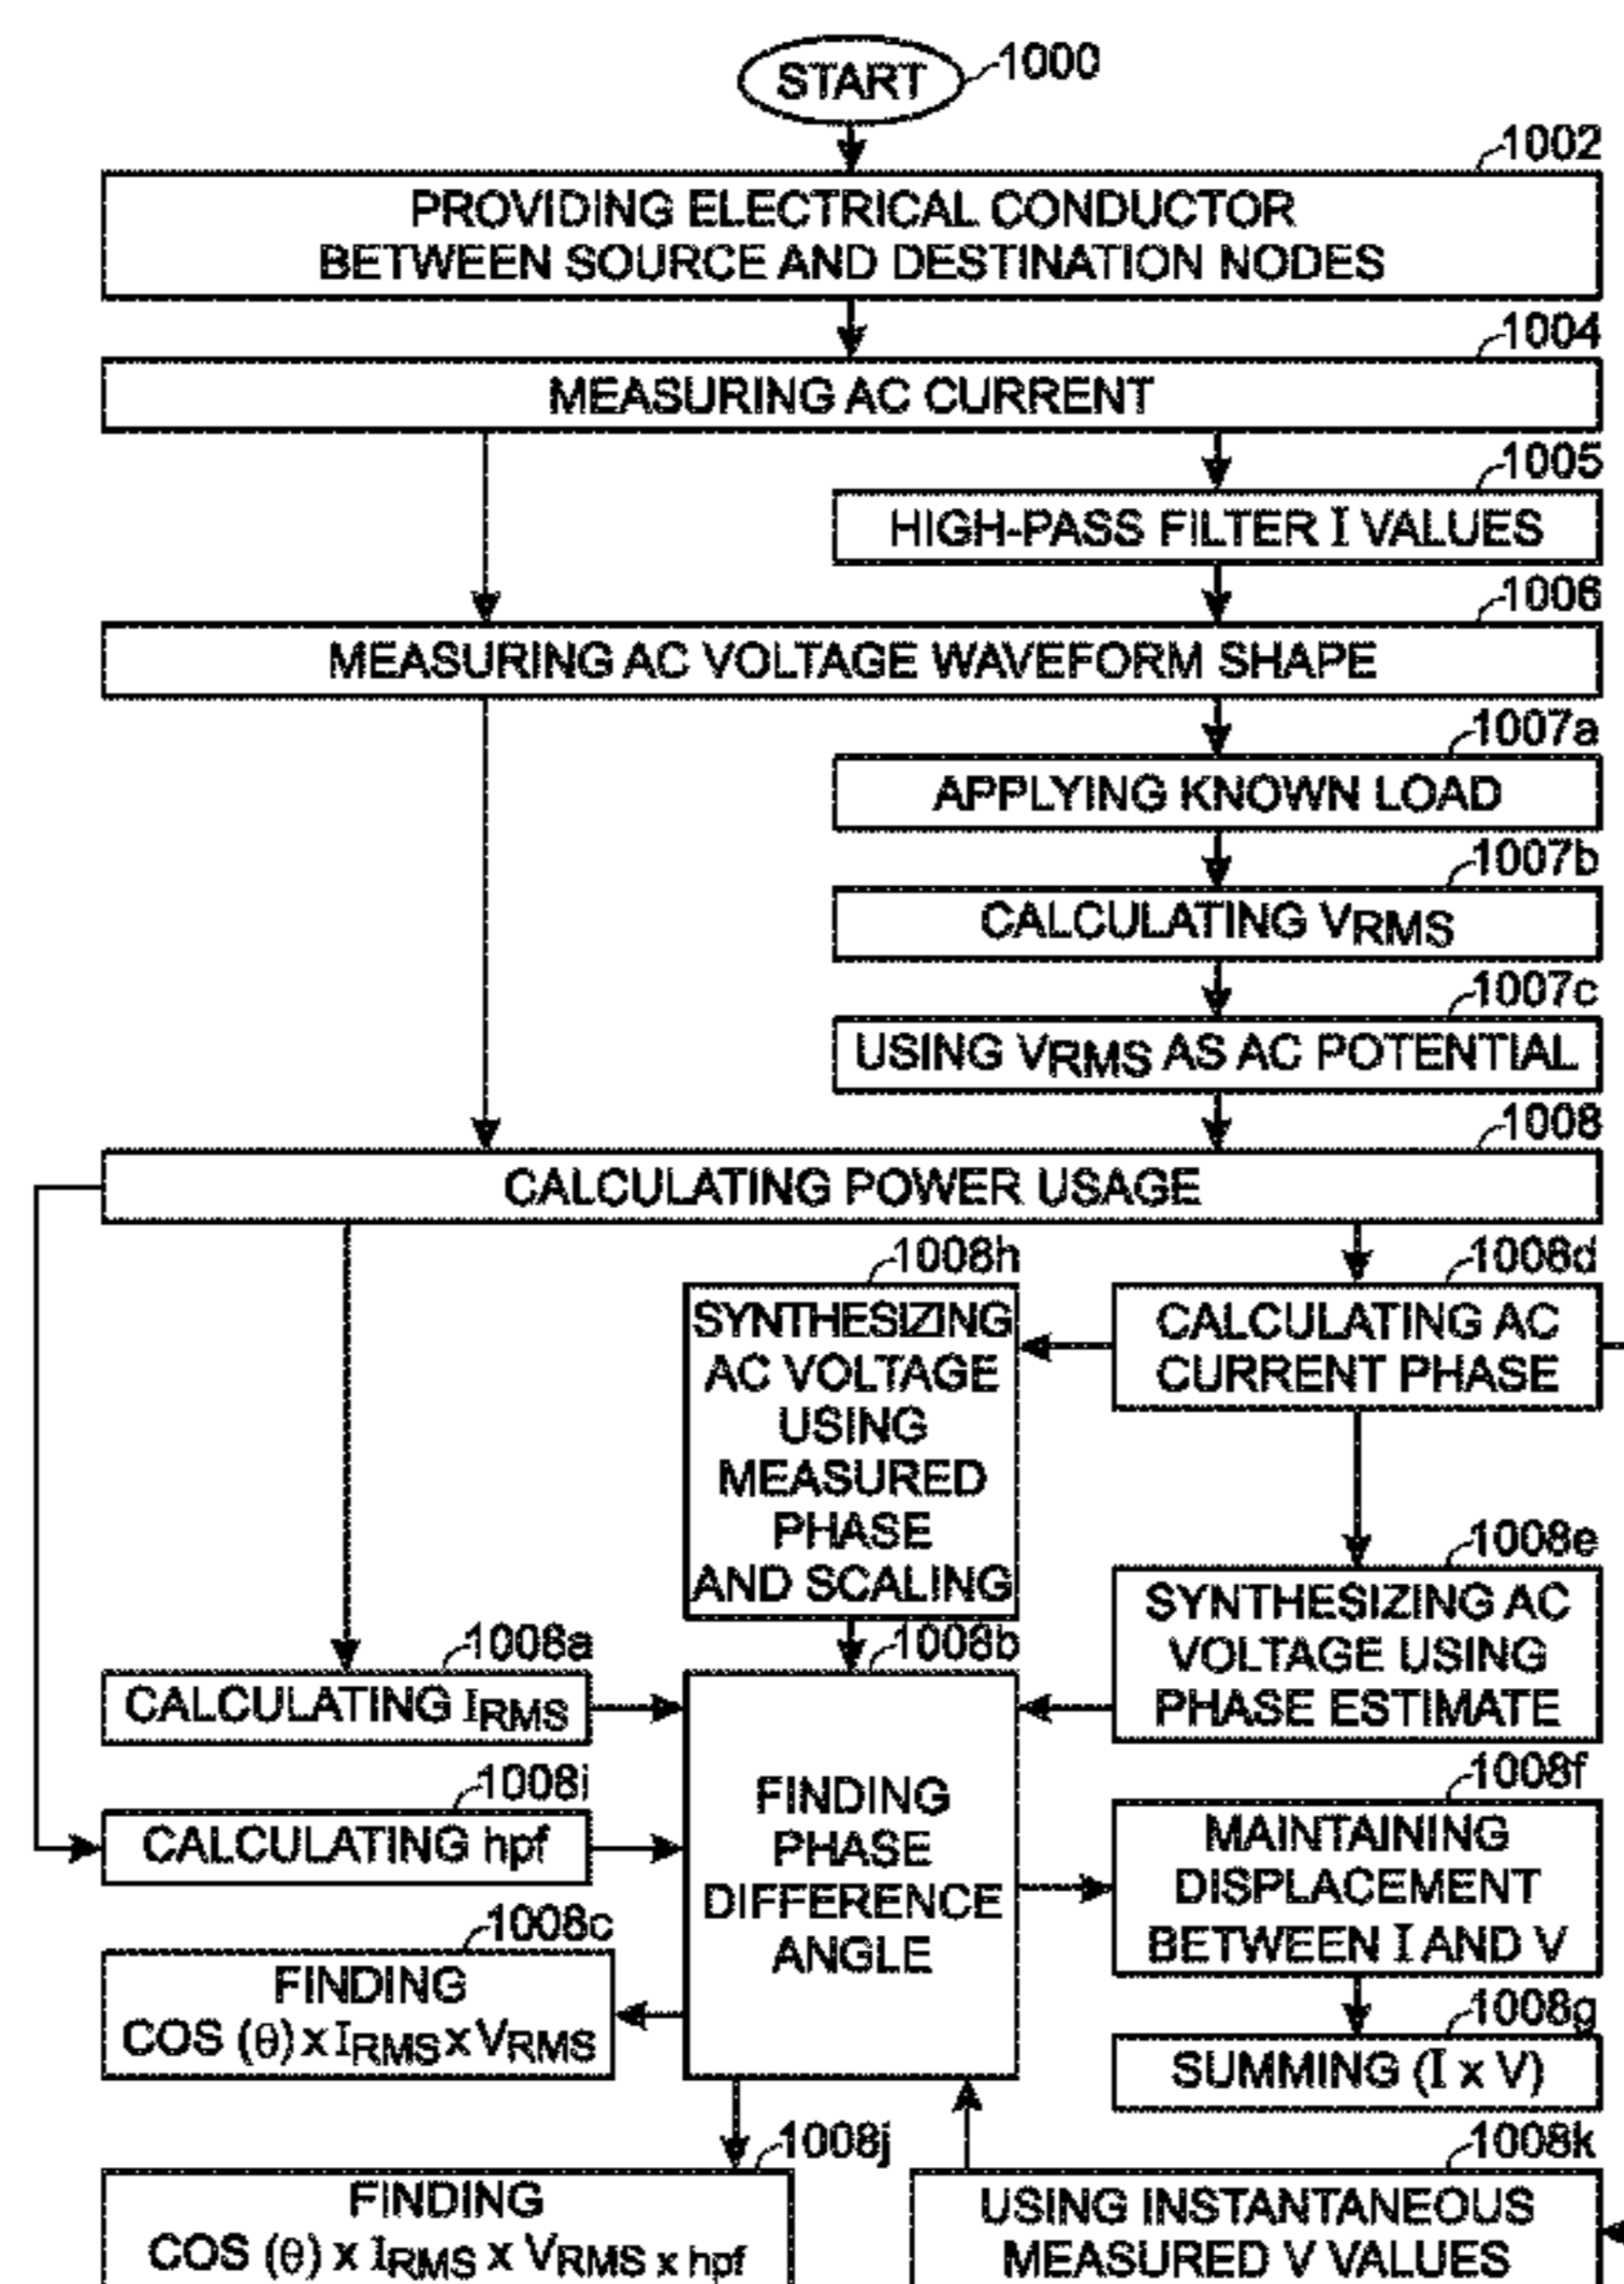 START
1000
1002
PROVIDING ELECTRICAL CONDUCTOR
BETWEEN SOURCE AND DESTINATION NODES
1004
MEASURING AC CURRENT
1005
HIGH-PASS FILTER I VALUES
1006
MEASURING AC VOLTAGE WAVEFORM SHAPE
1007a
APPLYING KNOWN LOAD
1007b
CALCULATING VRMS
1007c
USING VRMS AS AC POTENTIAL
1008
CALCULATING POWER USAGE
1008h
SYNTHESIZING
AC VOLTAGE
USING
MEASURED
PHASE
AND SCALING
1008d
CALCULATING AC
CURRENT PHASE
1008e
SYNTHESIZING AC
VOLTAGE USING
PHASE ESTIMATE
1008a
CALCULATING IRMS
1008b
FINDING
PHASE
DIFFERENCE
ANGLE
1008i
CALCULATING hpf
1008f
MAINTAINING
DISPLACEMENT
BETWEEN I AND V
1008c
FINDING
COS (θ) x IRMS x VRMS
1008g
SUMMING (I x V)
1008j
FINDING
COS (θ) x IRMS x VRMS x hpf
1008k
USING INSTANTANEOUS
MEASURED V VALUES